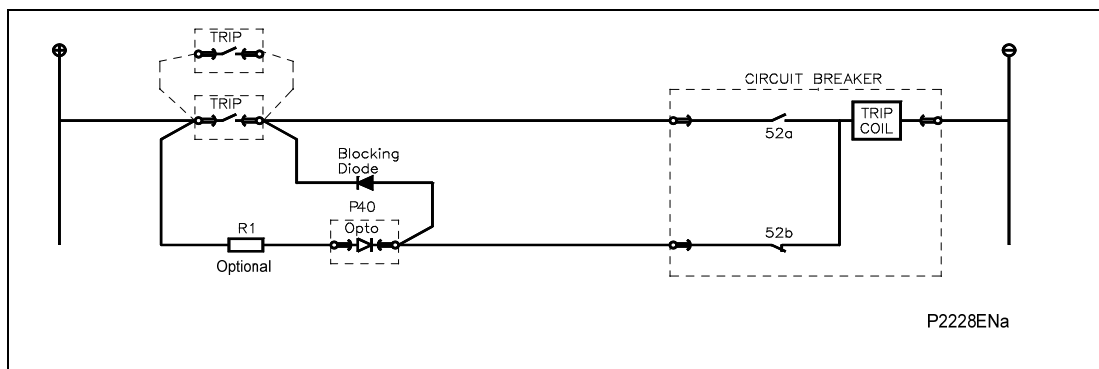 TRIP
TRIP
CIRCUIT BREAKER
52a
TRIP
COIL
Blocking
Diode
P40
Opto
R1
Optional
52b
P2228ENa